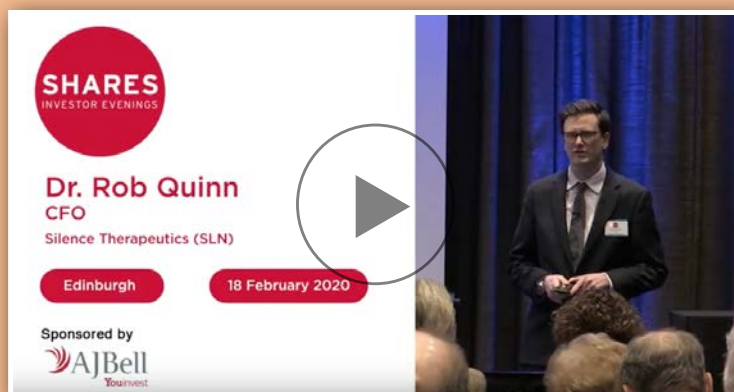 SHARES
INVESTOR EVENINGS
Dr. Rob Quinn
CFO
Silence Therapeutics (SLN)
Edinburgh
18 February 2020
Sponsored by
AJBell
Youinvest